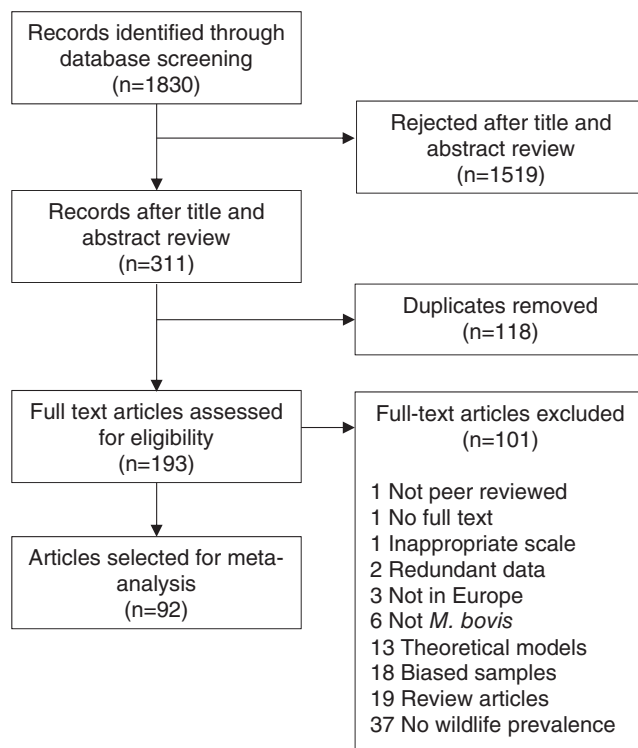 Records identified through
database screening
(n=1830)
Rejected after title and
abstract review
(n=1519)
Records after title and
abstract review
(n=311)
Duplicates removed
(n=118)
Full text articles assessed
for eligibility
(n=193)
Full-text articles excluded
(n=101)
1 Not peer reviewed
1 No full text
1 Inappropriate scale
2 Redundant data
3 Not in Europe
6 Not M. bovis
13 Theoretical models
18 Biased samples
19 Review articles
37 No wildlife prevalence
Articles selected for meta-
analysis
(n=92)